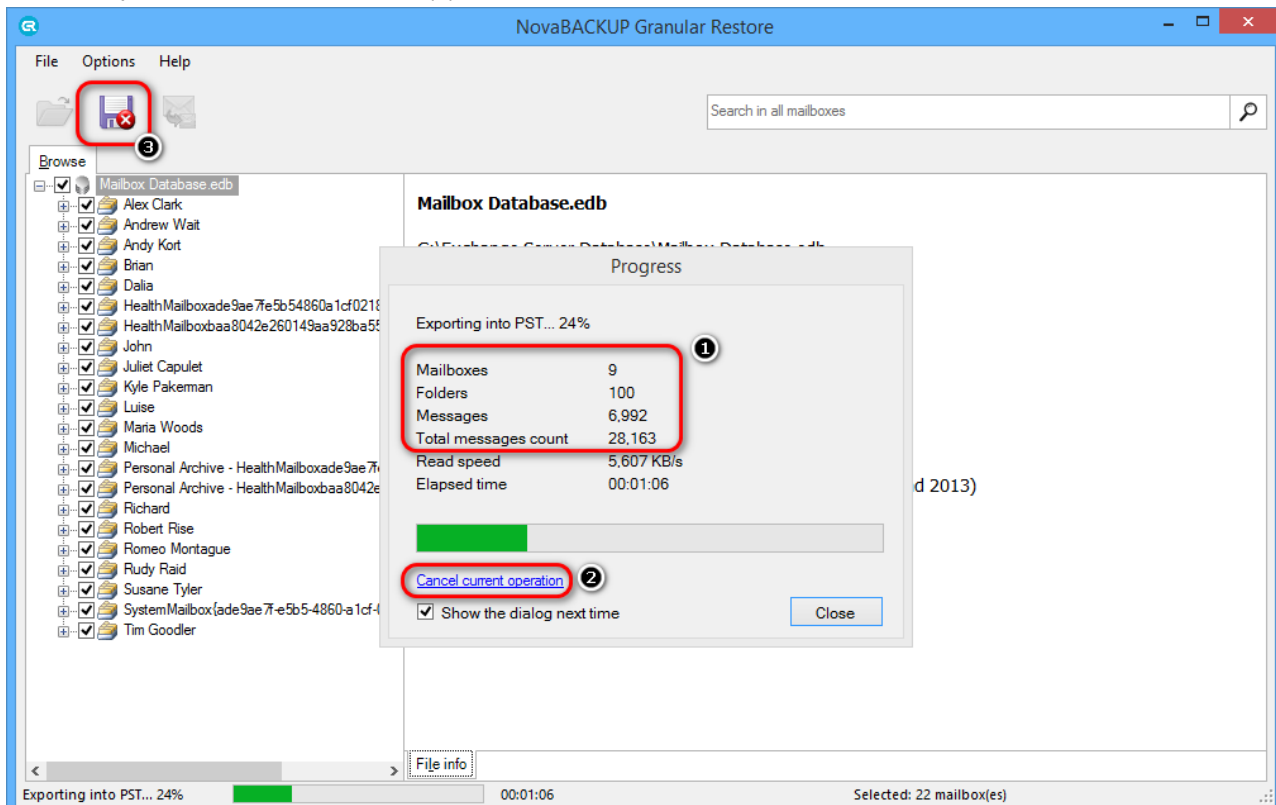 NovaBACKUP Granular Restore
File Options Help
Search in all mailboxes
3
Browse
Mailbox Database.edb
Alex Clark
Andrew Wait
Andy Kort
Brian
Dalia
HealthMailboxade9ae7fe5b54860a1cf0218
HealthMailboxbaa8042e260149aa928ba55
John
Juliet Capulet
Kyle Pakerman
Luise
Maria Woods
Michael
Personal Archive - HealthMailboxade9ae7f
Personal Archive - HealthMailboxbaa8042e
Richard
Robert Rise
Romeo Montague
Rudy Raid
Susane Tyler
SystemMailbox{ade9ae7f-e5b5-4860-a1cf-
Tim Goodler
Mailbox Database.edb
Progress
Exporting into PST... 24%
1
Mailboxes 9
Folders 100
Messages 6,992
Total messages count 28,163
Read speed 5,607 KB/s
Elapsed time 00:01:06
d 2013)
Cancel current operation 2
Show the dialog next time
Close
File info
Exporting into PST... 24% 00:01:06 Selected: 22 mailbox(es)